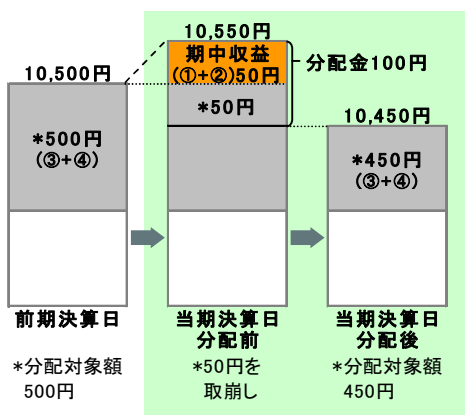 10,550円
期中収益
(①+②)50円
分配金100円
10,500円
*50円
10,450円
*500円
(③+④)
*450円
(③+④)
前期決算日
当期決算日
分配前
当期決算日
分配後
*分配対象額
500円
*50円を
取崩し
*分配対象額
450円